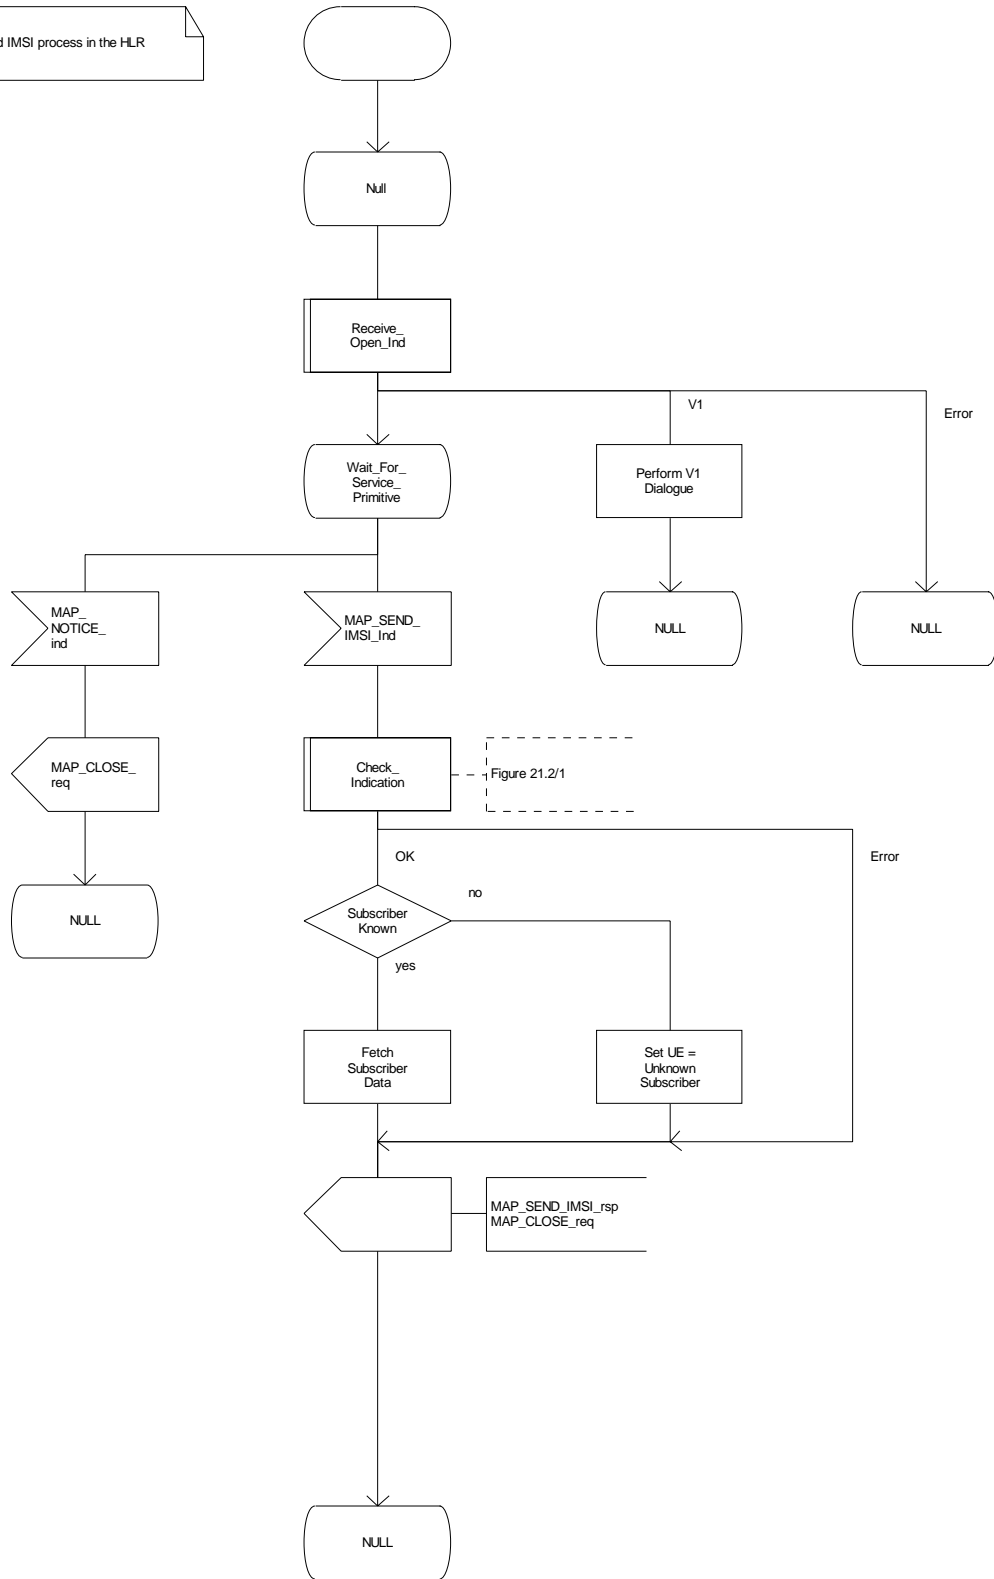 d IMSI process in the HLR
Null
Receive_
Open_Ind
V1
Error
Wait_For_
Service_
Primitive
Perform V1
Dialogue
MAP_
NOTICE_
ind
MAP_SEND_
IMSI_Ind
NULL
NULL
MAP_CLOSE_
req
Check_
Indication
Figure 21.2/1
OK
Error
no
NULL
Subscriber
Known
yes
Fetch
Subscriber
Data
Set UE =
Unknown
Subscriber
MAP_SEND_IMSI_rsp
MAP_CLOSE_req
NULL